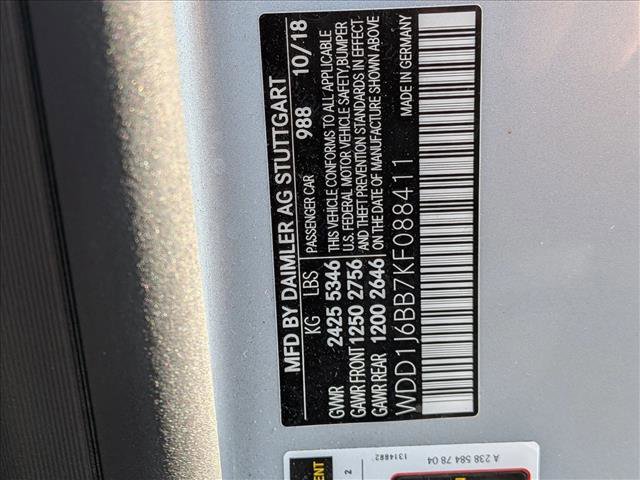 MFD BY DAIMLER AG STUTTGART
988 10/18
KG LBS PASSENGER CAR
GVWR 2425 5346
GAWR FRONT 1250 2756
GAWR REAR 1200 2646
THIS VEHICLE CONFORMS TO ALL APPLICABLE
U.S. FEDERAL MOTOR VEHICLE SAFETY, BUMPER
AND THEFT PREVENTION STANDARDS IN EFFECT
ON THE DATE OF MANUFACTURE SHOWN ABOVE
WDD1J6BB7KF088411 MADE IN GERMANY
A 238 584 78 04
1314882
2